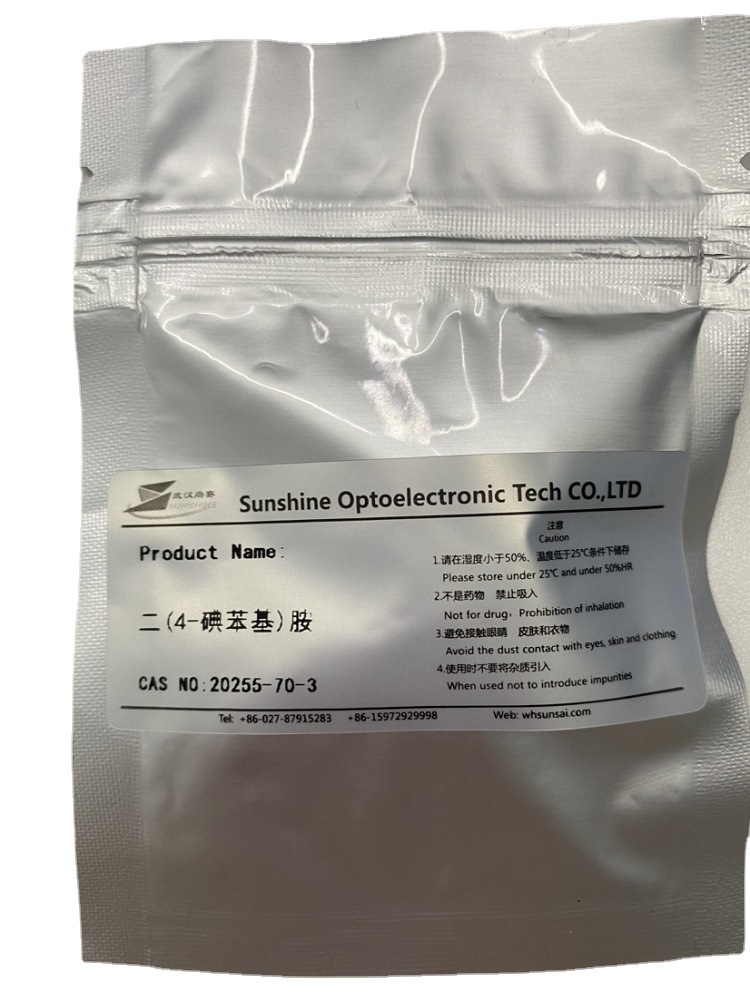 武汉尚赛
SUNSHINE
Sunshine Optoelectronic Tech CO.,LTD
Product Name:
二(4-碘苯基)胺
CAS NO:20255-70-3
注意
Caution
1.请在湿度小于50%、温度低于25℃条件下储存
Please store under 25℃ and under 50%HR
2.不是药物 禁止吸入
Not for drug, Prohibition of inhalation
3.避免接触眼睛 皮肤和衣物
Avoid the dust contact with eyes, skin and clothing
4.使用时不要将杂质引入
When used not to introduce impurities
Tel: +86-027-87915283 +86-15972929998 Web: whsunsai.com